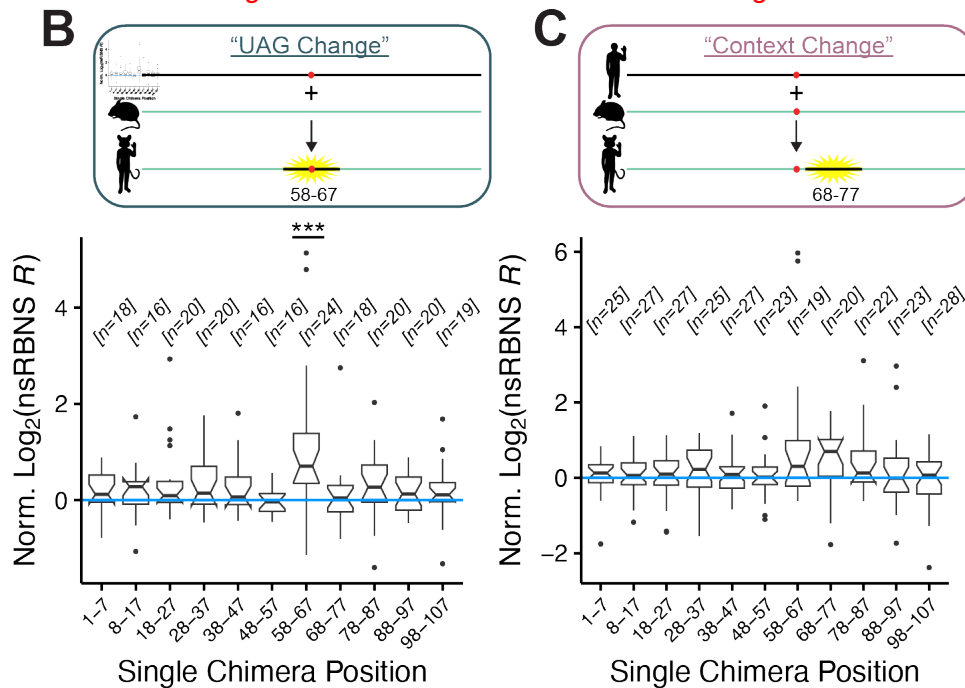 B
“UAG Change”
+
58-67
C
“Context Change”
+
68-77
***
Norm. Log2(nsRBNS R)
4
2
0
[n=18]
[n=16]
[n=20]
[n=20]
[n=16]
[n=16]
[n=24]
[n=18]
[n=20]
[n=20]
[n=19]
1–7
8–17
18–27
28–37
38–47
48–57
58–67
68–77
78–87
88–97
98–107
Single Chimera Position
Norm. Log2(nsRBNS R)
6
4
2
0
−2
[n=25]
[n=27]
[n=27]
[n=25]
[n=27]
[n=23]
[n=19]
[n=20]
[n=22]
[n=23]
[n=28]
1–7
8–17
18–27
28–37
38–47
48–57
58–67
68–77
78–87
88–97
98–107
Single Chimera Position